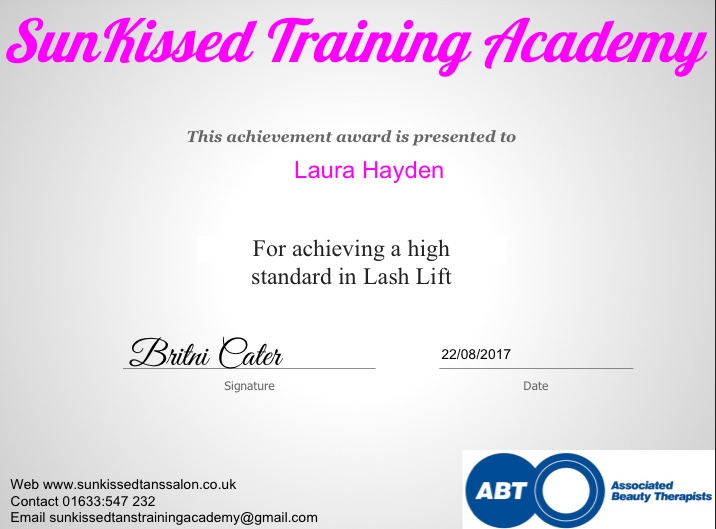 SunKissed Training Academy
This achievement award is presented to
Laura Hayden
For achieving a high
standard in Lash Lift
Britni Cater
22/08/2017
Signature
Date
Web www.sunkissedtanssalon.co.uk
Contact 01633:547 232
Email sunkissedtanstrainingacademy@gmail.com
ABT
Associated
Beauty Therapists